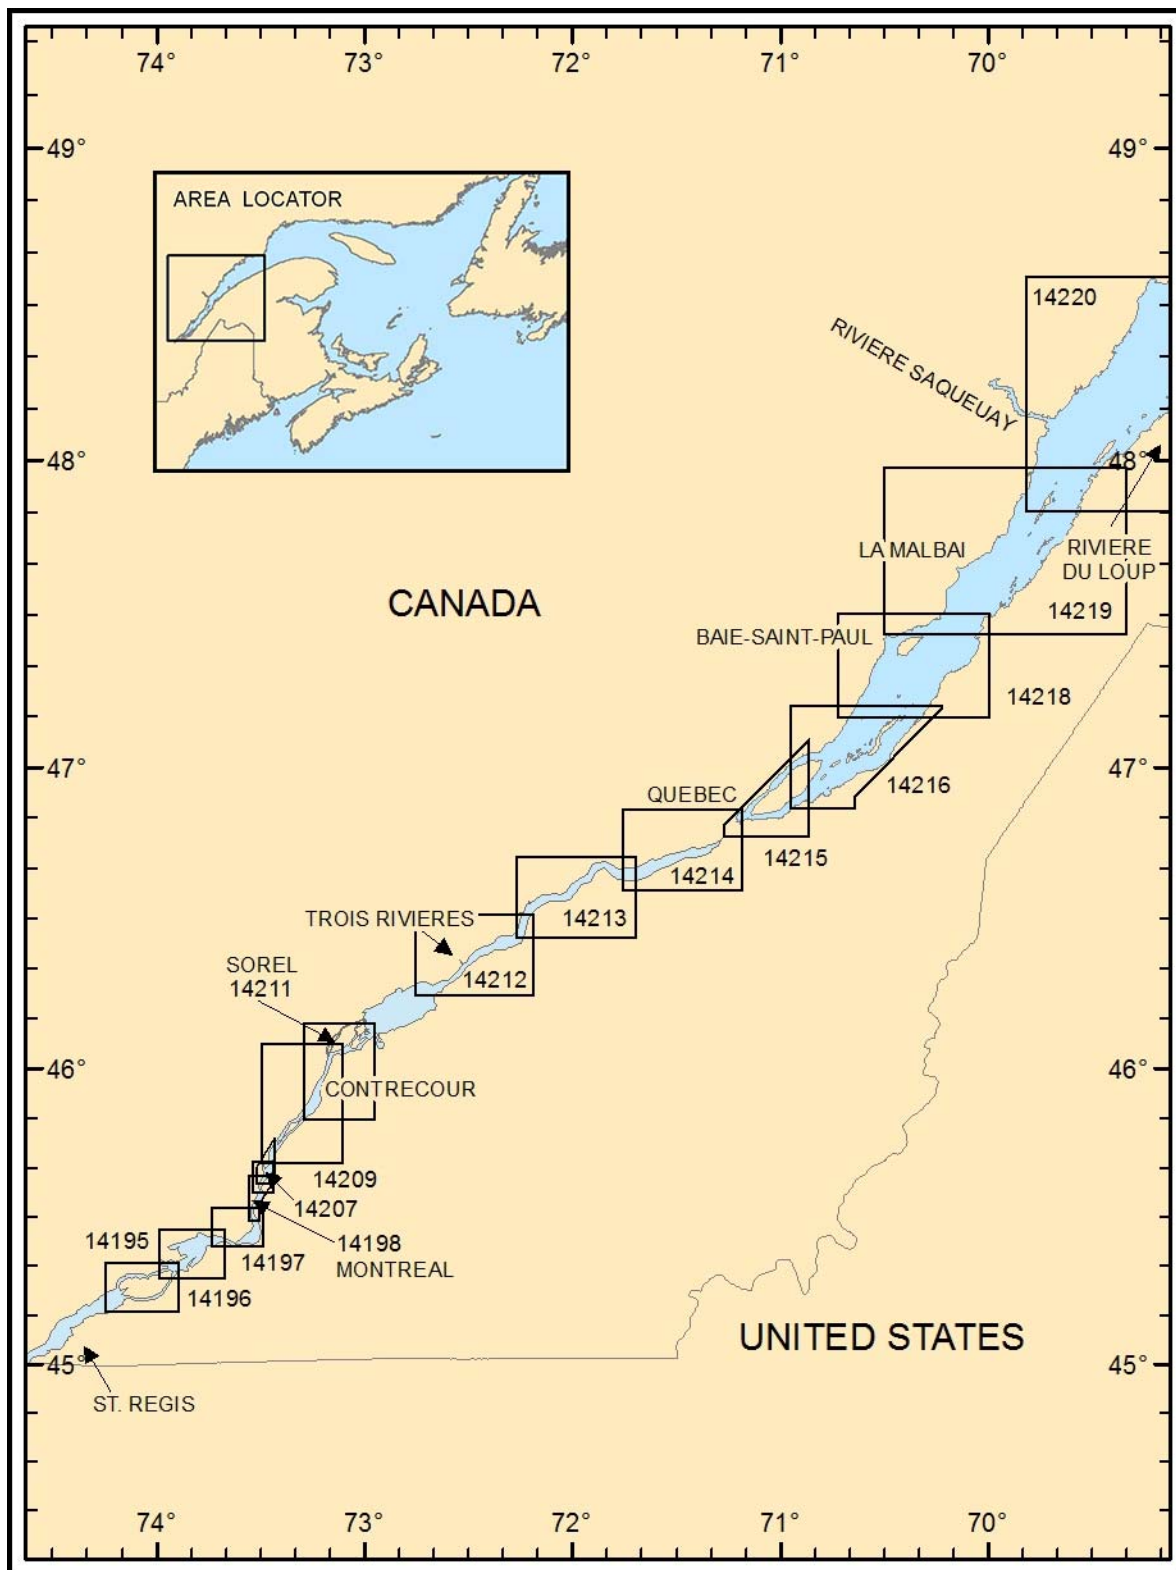 74° 73° 72° 71° 70°
49° 49°
AREA LOCATOR
14220
RIVIERE SAQUEUAY
48° 48°
LA MALBAI
RIVIERE
DU LOUP
CANADA
14219
BAIE-SAINT-PAUL
14218
47° 47°
14216
QUEBEC
14215
14214
TROIS RIVIERES
14213
SOREL
14211
14212
46° 46°
CONTRECOUR
14209
14207
14195
14198
MONTREAL
14197
14196
UNITED STATES
45° 45°
ST. REGIS
74° 73° 72° 71° 70°